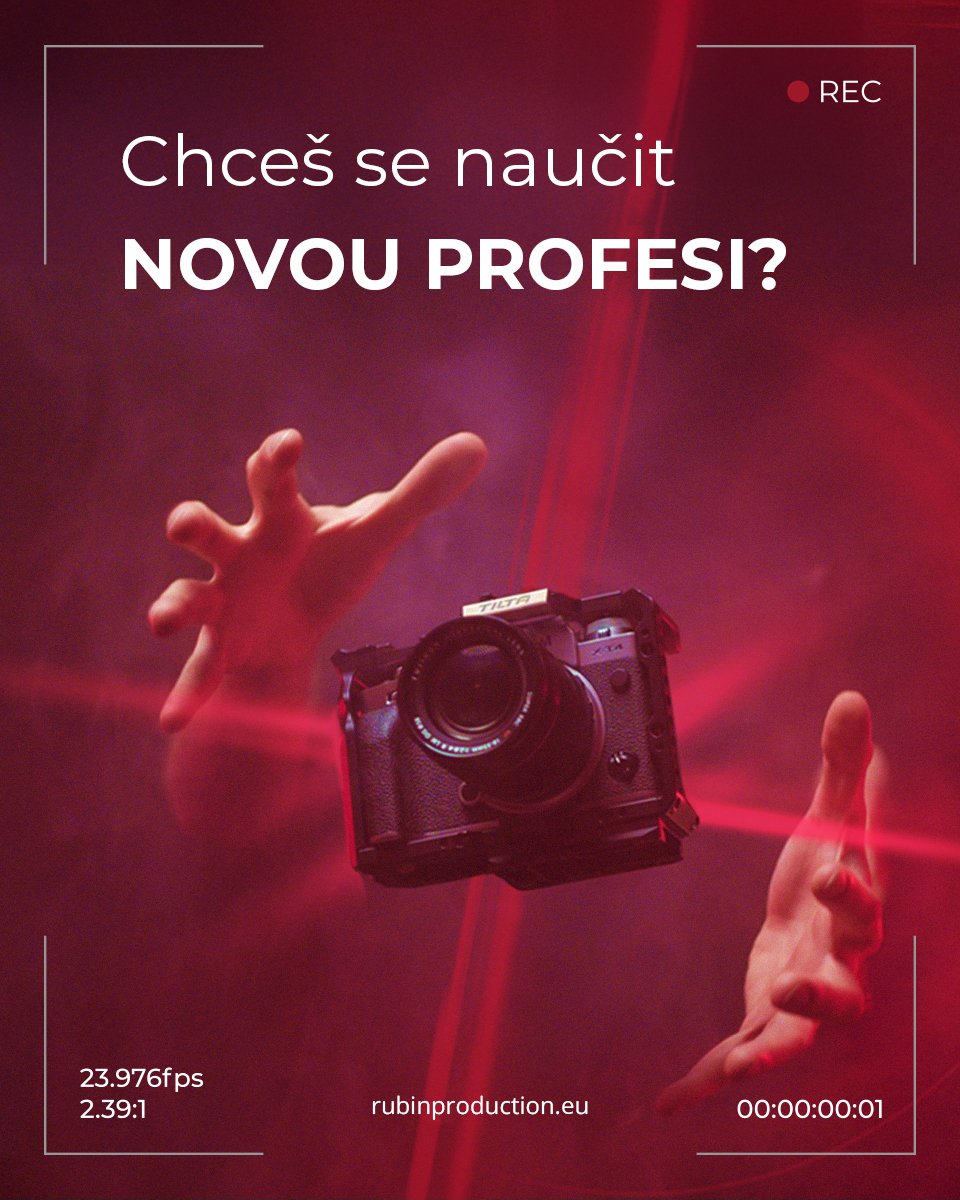 REC
Chceš se naučit
NOVOU PROFESI?
TILTA
X-T4
23.976fps
2.39:1
rubinproduction.eu
00:00:00:01